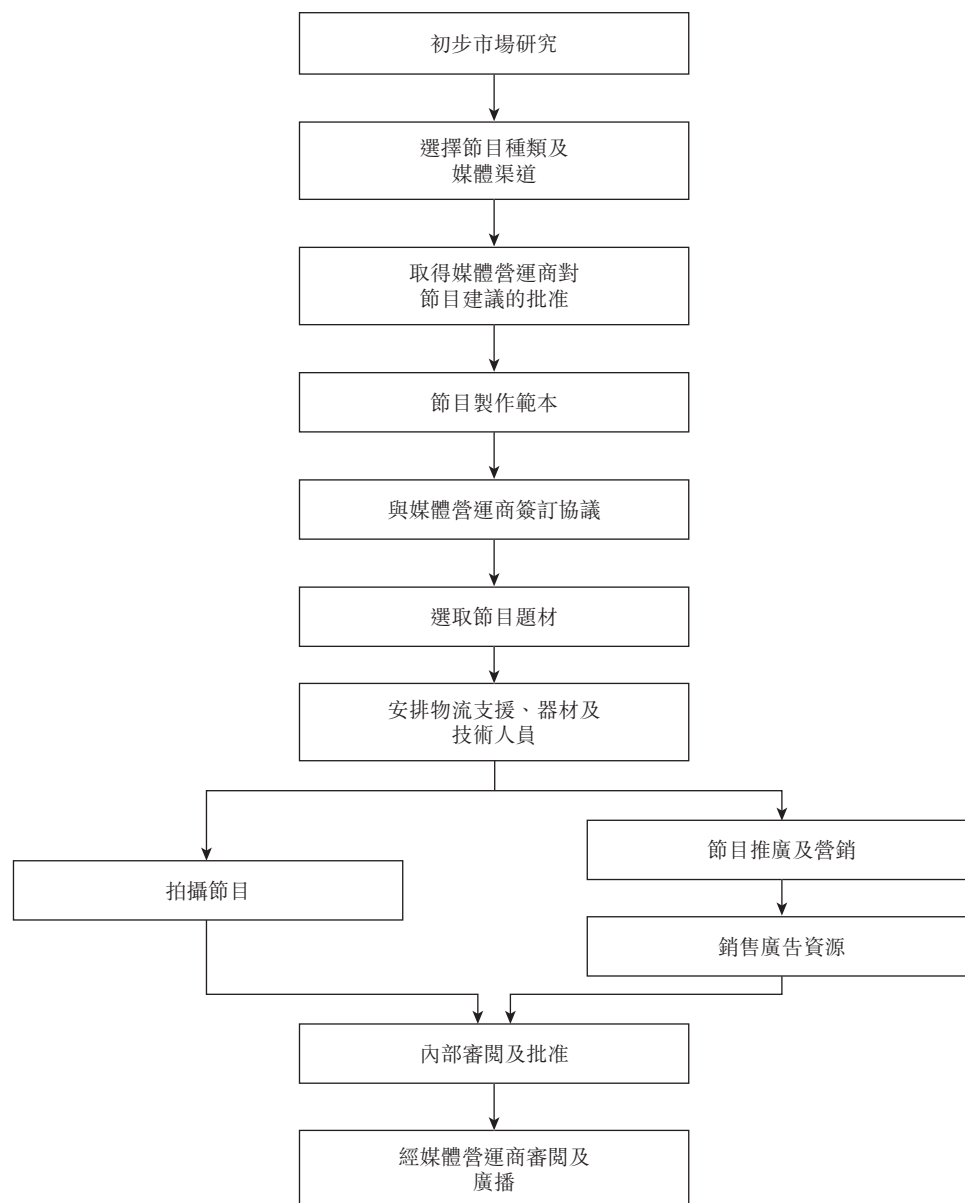 初步市場研究
選擇節目種類及
媒體渠道
取得媒體營運商對
節目建議的批准
節目製作範本
與媒體營運商簽訂協議
選取節目題材
安排物流支援、器材及
技術人員
節目推廣及營銷
拍攝節目
銷售廣告資源
內部審閱及批准
經媒體營運商審閱及
廣播